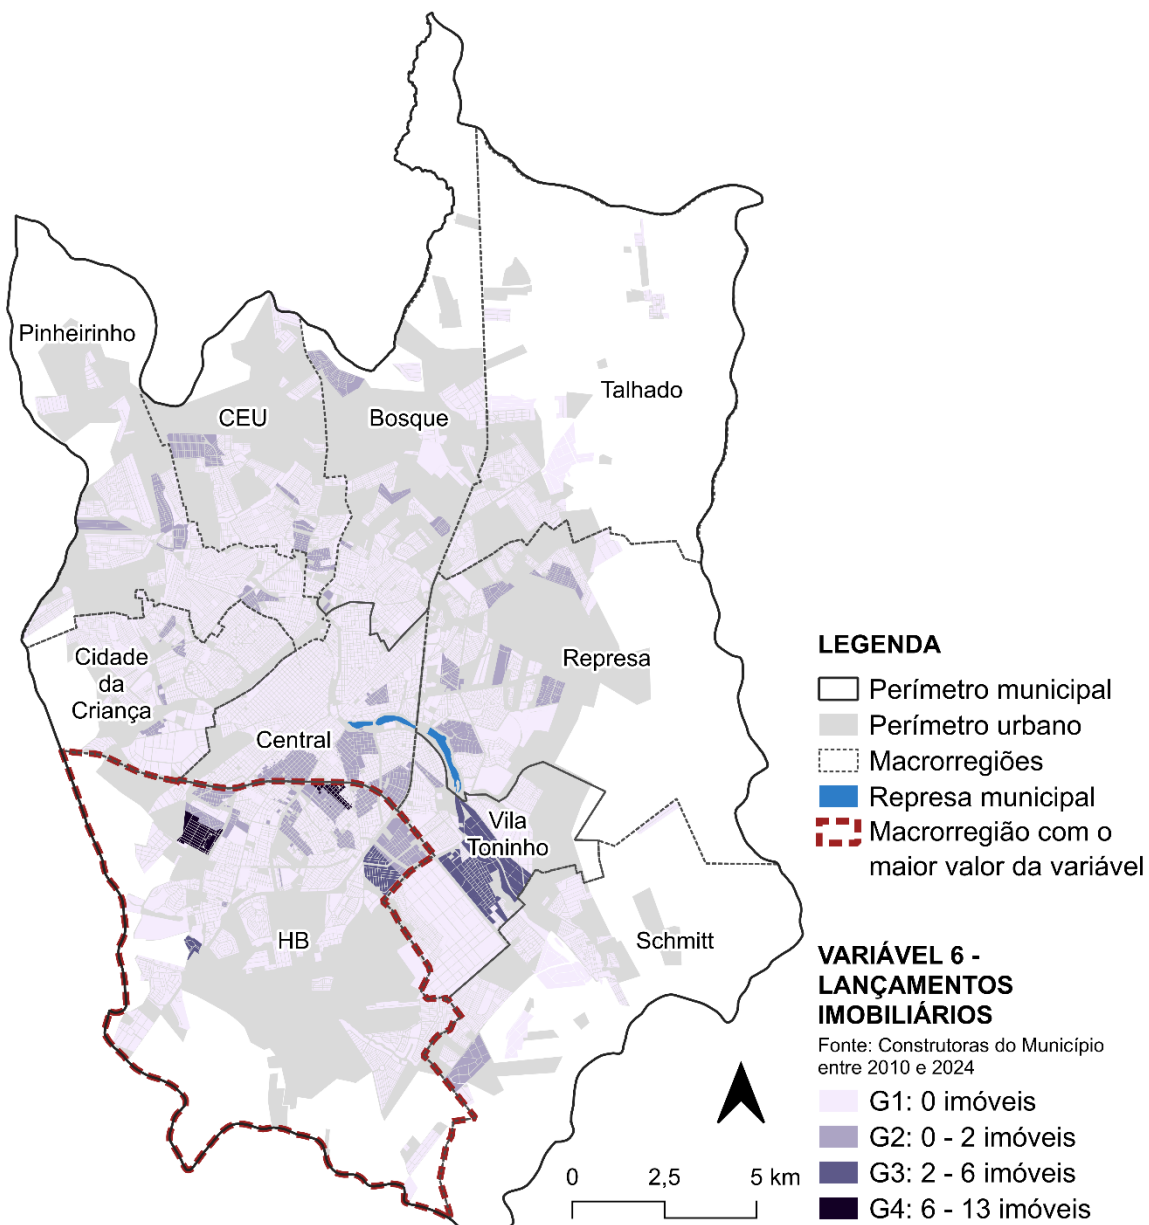 Pinheirinho
CEU
Bosque
Talhado
Cidade
da
Criança
Central
Represa
Vila
Toninho
HB
Schmitt
LEGENDA
Perímetro municipal
Perímetro urbano
Macrorregiões
Represa municipal
Macrorregião com o
maior valor da variável
VARIÁVEL 6 -
LANÇAMENTOS
IMOBILIÁRIOS
Fonte: Construtoras do Município
entre 2010 e 2024
G1: 0 imóveis
G2: 0 - 2 imóveis
G3: 2 - 6 imóveis
G4: 6 - 13 imóveis
0 2,5 5 km